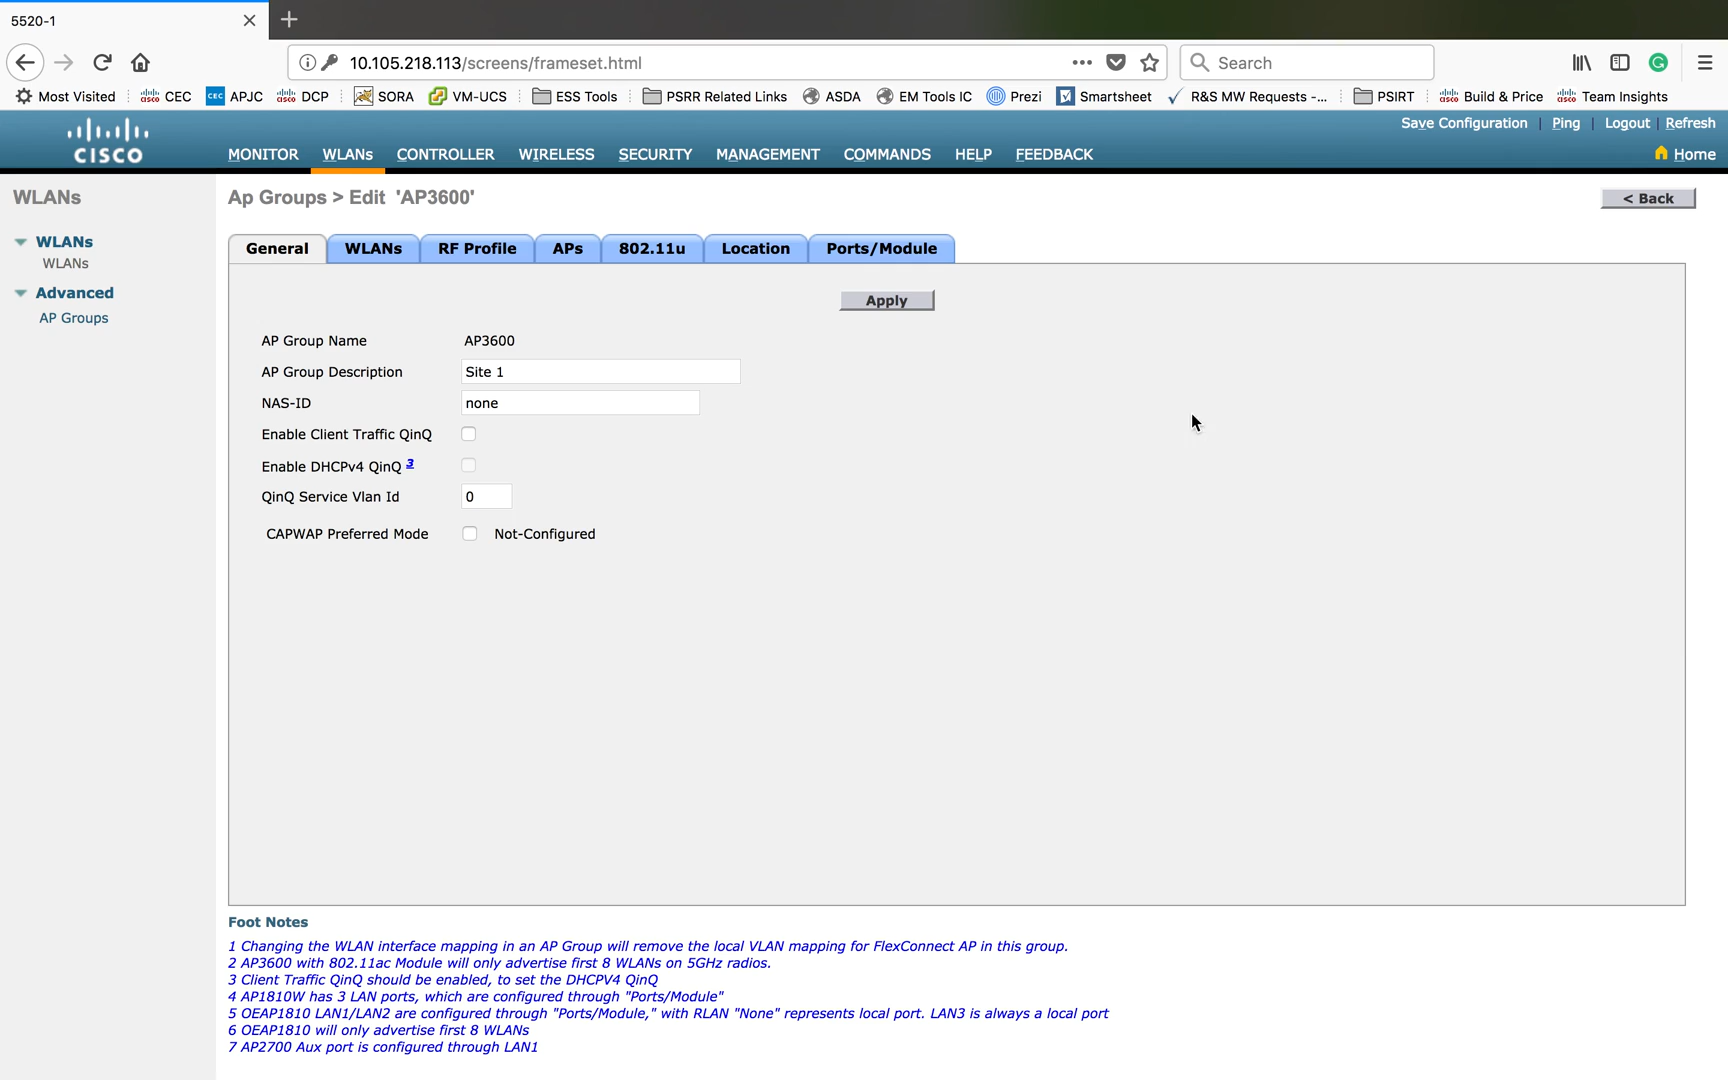 5520-1
10.105.218.113/screens/frameset.html
Search
Most Visited CEC CEC APJC DCP SORA VM-UCS ESS Tools PSRR Related Links ASDA EM Tools IC Prezi Smartsheet R&S MW Requests -... PSIRT Build & Price Team Insights
Save Configuration | Ping | Logout | Refresh
CISCO
MONITOR WLANs CONTROLLER WIRELESS SECURITY MANAGEMENT COMMANDS HELP FEEDBACK
Home
WLANs
WLANs
WLANs
Advanced
AP Groups
Ap Groups > Edit 'AP3600'
< Back
General WLANs RF Profile APs 802.11u Location Ports/Module
Apply
AP Group Name AP3600
AP Group Description Site 1
NAS-ID none
Enable Client Traffic QinQ
Enable DHCPv4 QinQ 3
QinQ Service Vlan Id 0
CAPWAP Preferred Mode Not-Configured
Foot Notes
1 Changing the WLAN interface mapping in an AP Group will remove the local VLAN mapping for FlexConnect AP in this group.
2 AP3600 with 802.11ac Module will only advertise first 8 WLANs on 5GHz radios.
3 Client Traffic QinQ should be enabled, to set the DHCPV4 QinQ
4 AP1810W has 3 LAN ports, which are configured through "Ports/Module"
5 OEAP1810 LAN1/LAN2 are configured through "Ports/Module," with RLAN "None" represents local port. LAN3 is always a local port
6 OEAP1810 will only advertise first 8 WLANs
7 AP2700 Aux port is configured through LAN1